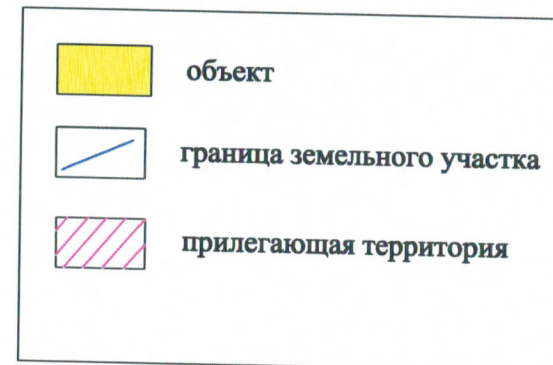 объект
граница земельного участка
прилегающая территория